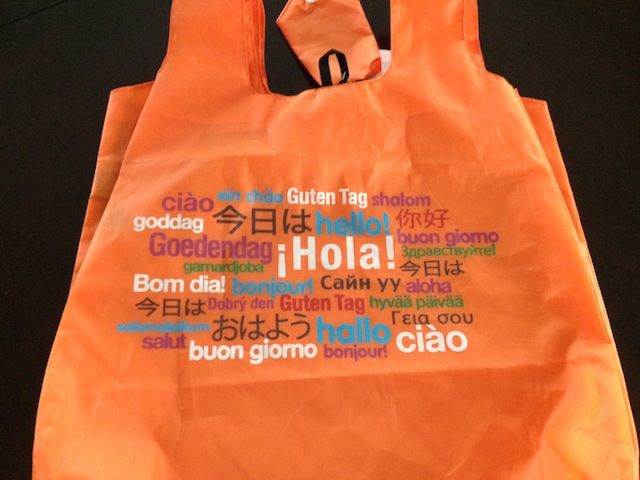 ciào xin chào Guten Tag shalom
goddag 今日は hello! 你好
Goedendag ¡Hola! buon giorno
gamardjoba Здравствуйте!
Bom dia! bonjour! Сайн уу 今日は aloha
今日は Dobrý den Guten Tag hyvää päivää
salamaleikum おはよう hallo Γεια σου
salut buon giorno bonjour! ciào